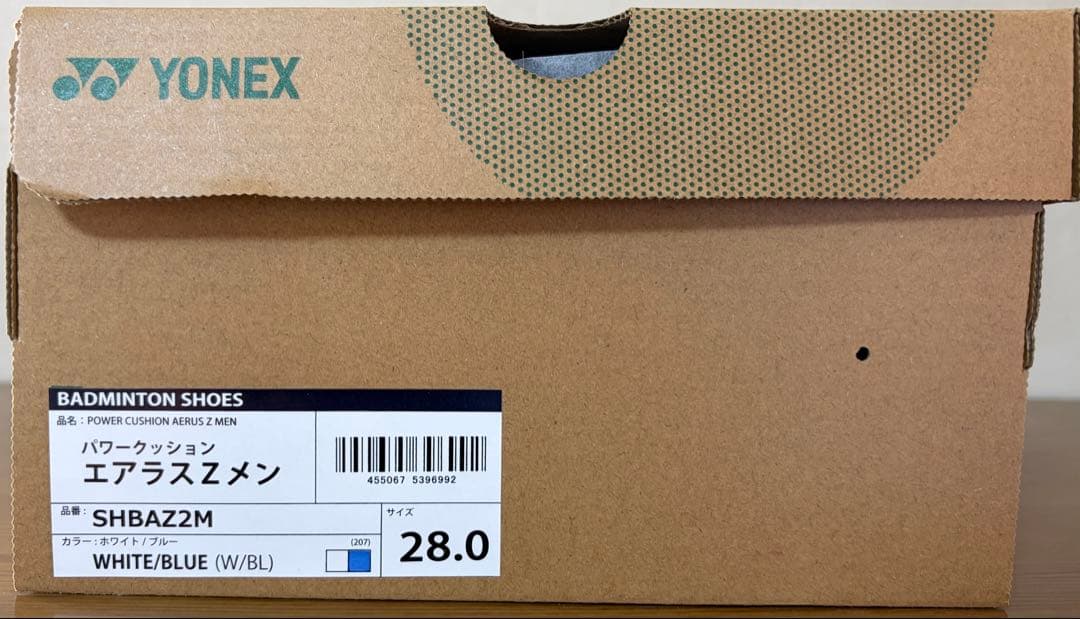 YONEX
BADMINTON SHOES
品名：POWER CUSHION AERUS Z MEN
パワークッション
エアラスZメン
455067 5396992
品番：SHBAZ2M
カラー：ホワイト / ブルー
(207)
WHITE/BLUE (W/BL)
サイズ
28.0